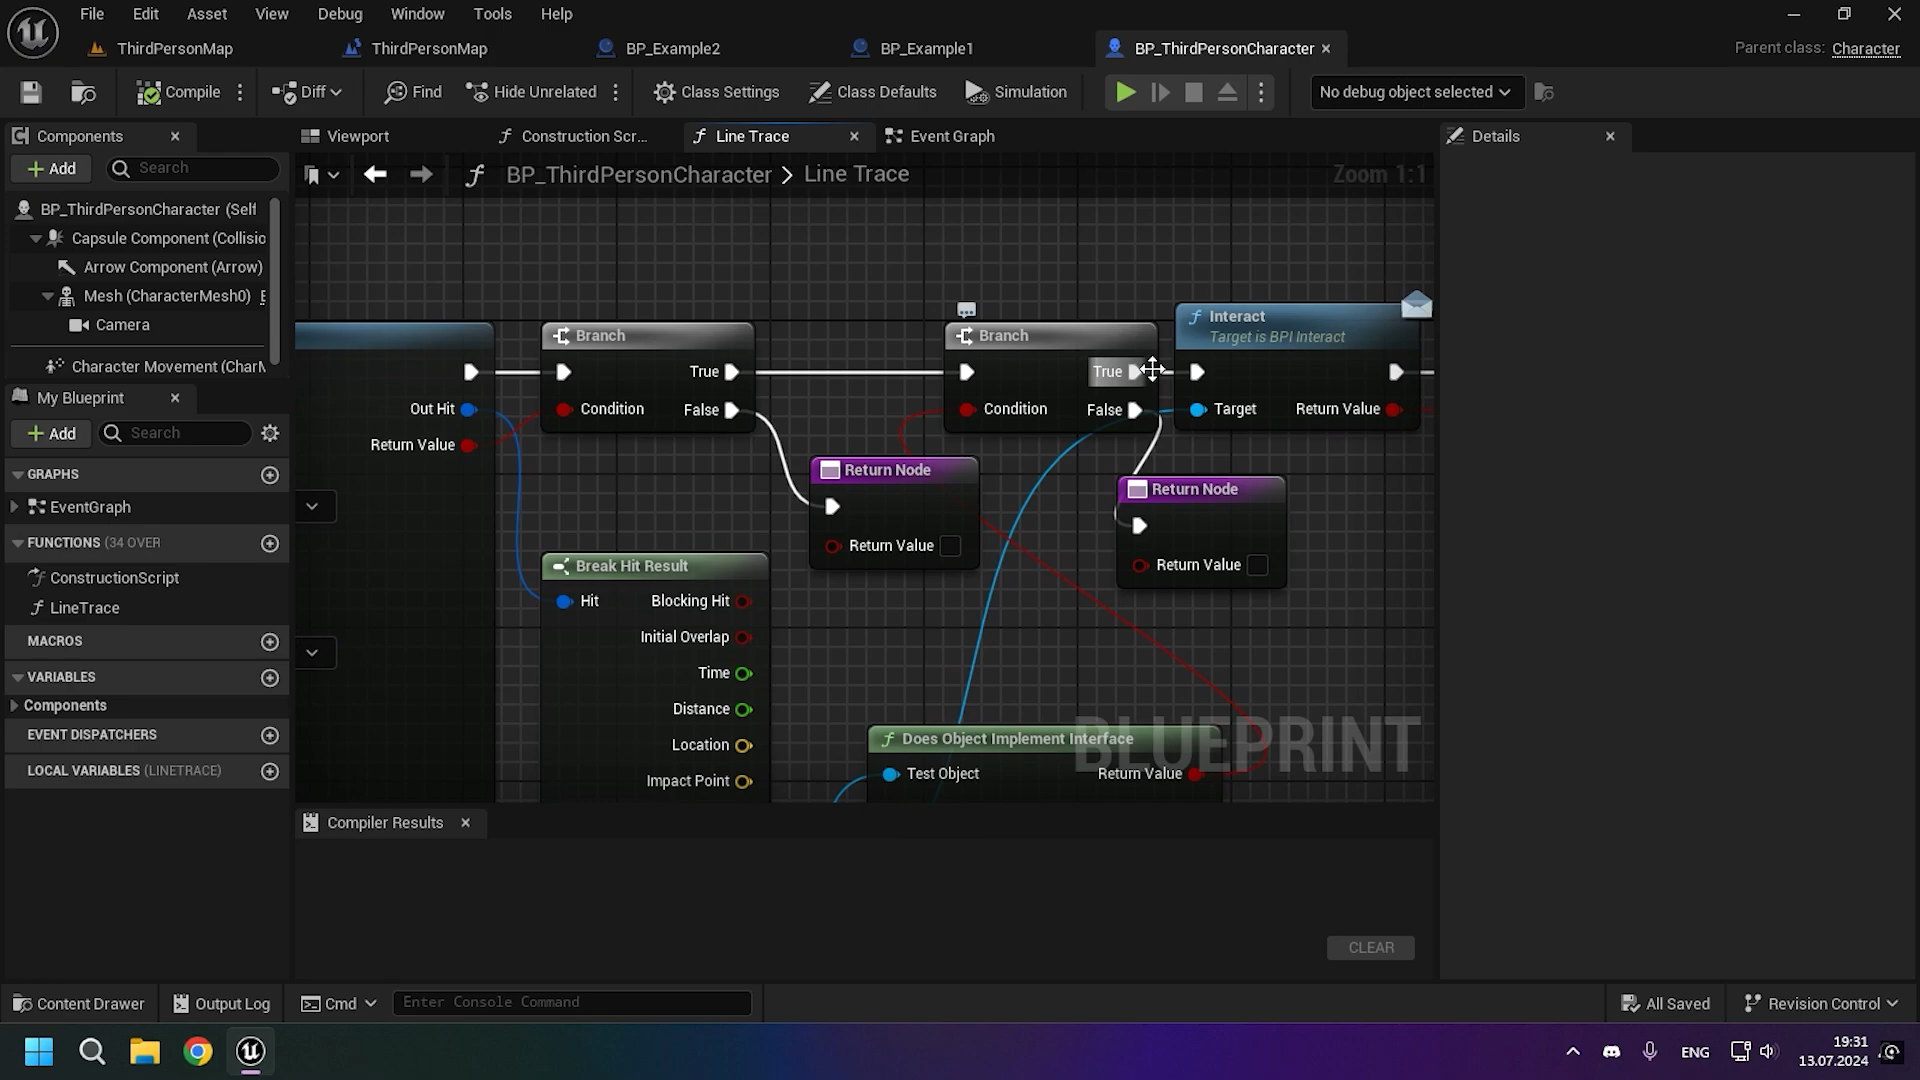 File Edit Asset View Debug Window Tools Help
ThirdPersonMap ThirdPersonMap BP_Example2 BP_Example1 BP_ThirdPersonCharacter
Parent class: Character
Compile Diff Find Hide Unrelated Class Settings Class Defaults Simulation No debug object selected
Components
Viewport Construction Scr... Line Trace Event Graph
Details
Add Search
BP_ThirdPersonCharacter > Line Trace
Zoom 1:1
BP_ThirdPersonCharacter (Self
Capsule Component (Collisio
Arrow Component (Arrow)
Mesh (CharacterMesh0)
Camera
Character Movement (Char
My Blueprint
Add Search
GRAPHS
EventGraph
FUNCTIONS (34 OVER
ConstructionScript
LineTrace
MACROS
VARIABLES
Components
EVENT DISPATCHERS
LOCAL VARIABLES (LINETRACE)
Out Hit
Return Value
Branch
True
Condition False
Return Node
Return Value
Break Hit Result
Hit Blocking Hit
Initial Overlap
Time
Distance
Location
Impact Point
Branch
True
Condition False
Interact
Target is BPI Interact
Target Return Value
Return Node
Return Value
Does Object Implement Interface
Test Object Return Value
BLUEPRINT
Compiler Results
CLEAR
Content Drawer Output Log Cmd Enter Console Command
All Saved Revision Control
ENG
19:31
13.07.2024